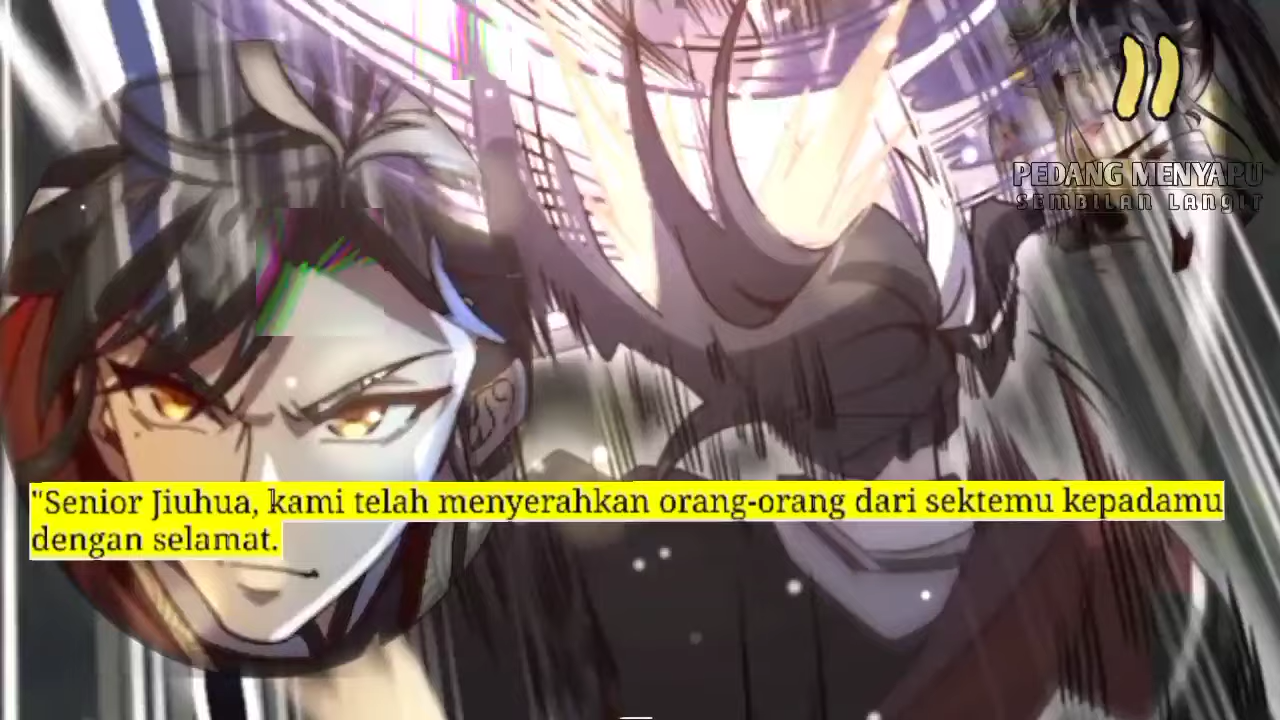 PEDANG MENYAPU
SEMBILAN LANGIT
"Senior Jiuhua, kami telah menyerahkan orang-orang dari sektemu kepadamu
dengan selamat.